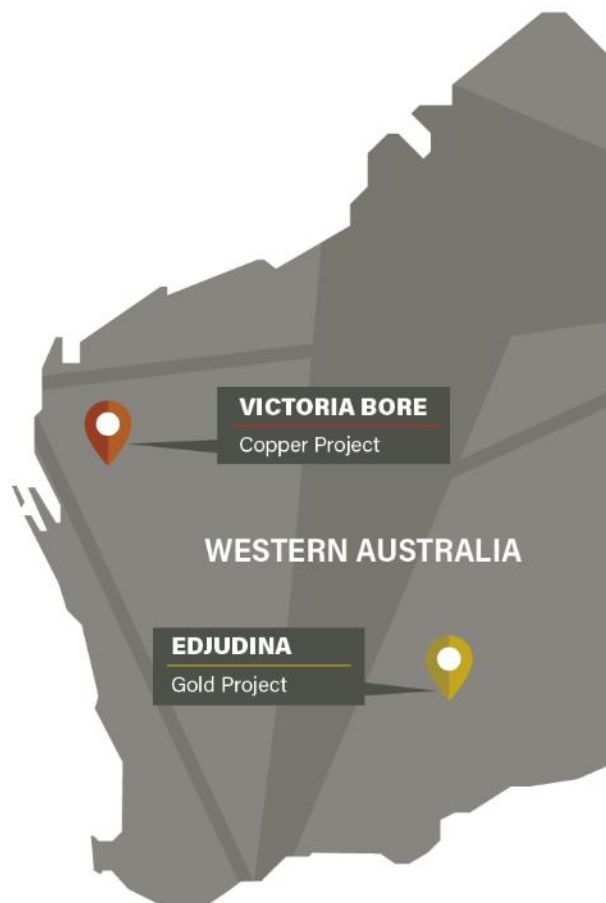 VICTORIA BORE
Copper Project
WESTERN AUSTRALIA
EDJUDINA
Gold Project